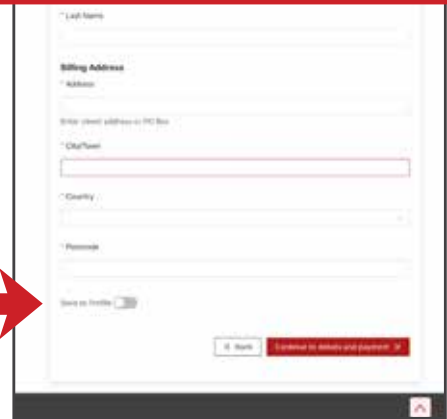 * Last Name
Billing Address
* Address
Enter street address or PO Box
* City/Town
* Country
* Postcode
Save to Profile
< Back
Continue to details and payment >